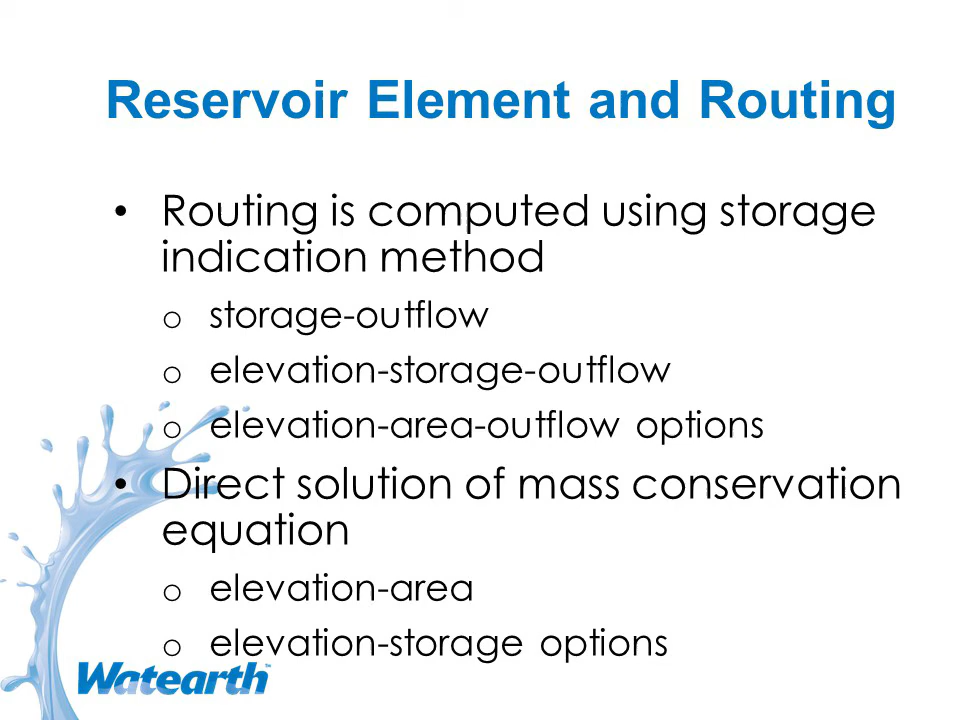 Reservoir Element and Routing
• Routing is computed using storage
indication method
o storage-outflow
o elevation-storage-outflow
o elevation-area-outflow options
• Direct solution of mass conservation
equation
o elevation-area
o elevation-storage options
Watearth™